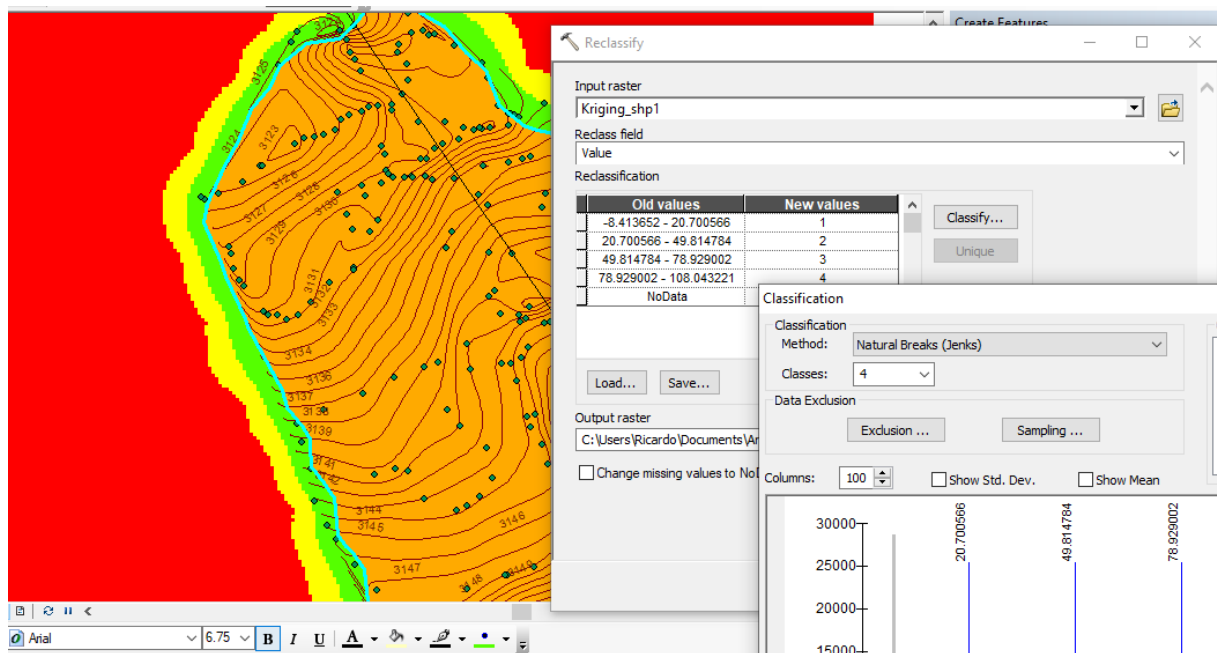 Create Features
Reclassify
Input raster
Kriging_shp1
Reclass field
Value
Reclassification
Old values New values
-8.413652 - 20.700566 1
20.700566 - 49.814784 2
49.814784 - 78.929002 3
78.929002 - 108.043221 4
NoData
Classify...
Unique
Load... Save...
Output raster
C:\Users\Ricardo\Documents\Ar
Change missing values to NoD
Classification
Classification
Method: Natural Breaks (Jenks)
Classes: 4
Data Exclusion
Exclusion ... Sampling ...
Columns: 100 Show Std. Dev. Show Mean
20.700566
49.814784
78.929002
30000
25000
20000
15000
3125
3124
3123
3126
3128
3127
3130
3129
3131
3132
3133
3134
3136
3137
3138
3139
3141
3142
3144
3145
3146
3147
3148
Arial 6.75 B I U A